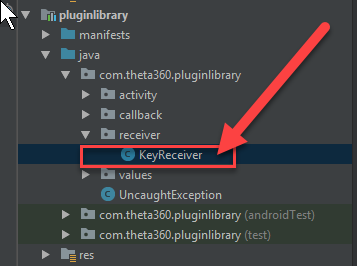 pluginlibrary
manifests
java
com.theta360.pluginlibrary
activity
callback
receiver
KeyReceiver
values
UncaughtException
com.theta360.pluginlibrary (androidTest)
com.theta360.pluginlibrary (test)
res